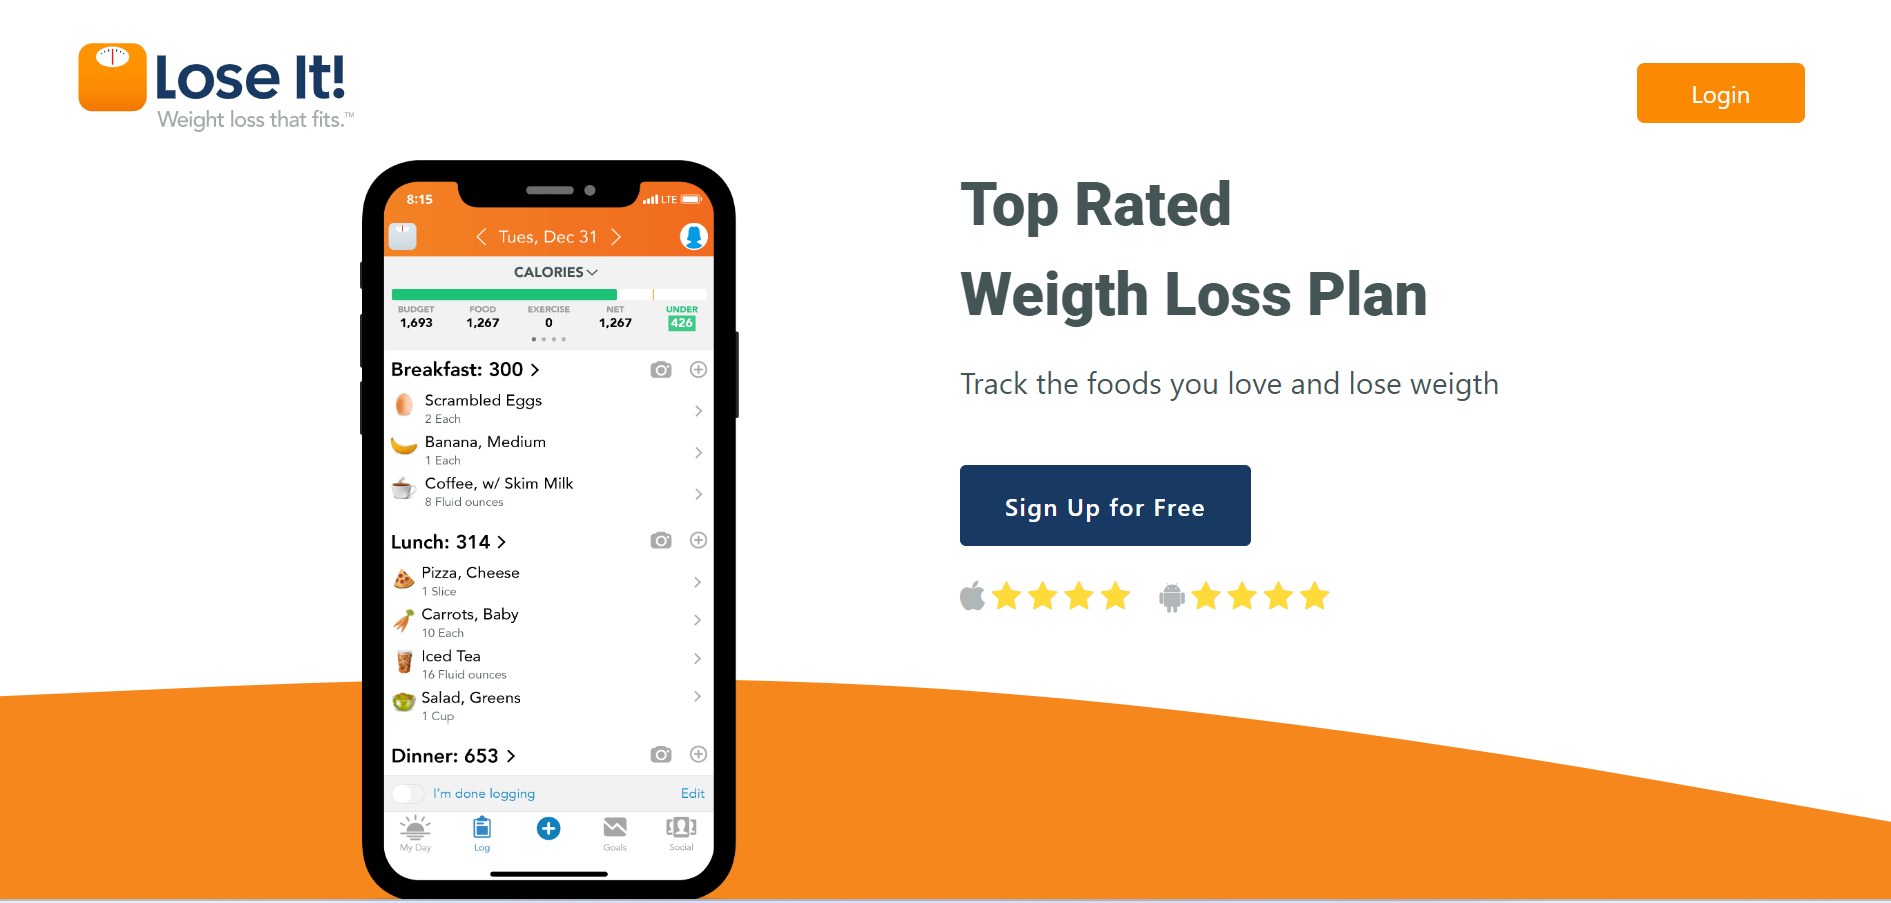 Lose It!
Weight loss that fits.™
Login
8:15
LTE
Tues, Dec 31
CALORIES
BUDGET FOOD EXERCISE NET UNDER
1,693 1,267 0 1,267 426
Breakfast: 300
Scrambled Eggs
2 Each
Banana, Medium
1 Each
Coffee, w/ Skim Milk
8 Fluid ounces
Lunch: 314
Pizza, Cheese
1 Slice
Carrots, Baby
10 Each
Iced Tea
16 Fluid ounces
Salad, Greens
1 Cup
Dinner: 653
I'm done logging Edit
My Day Log Goals Social
Top Rated
Weigth Loss Plan
Track the foods you love and lose weigth
Sign Up for Free